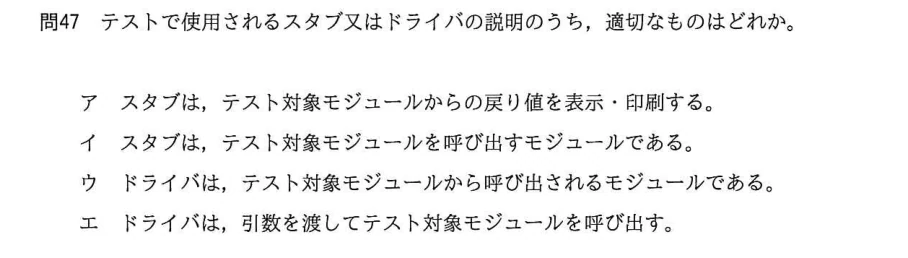 問47 テストで使用されるスタブ又はドライバの説明のうち，適切なものはどれか。
ア スタブは，テスト対象モジュールからの戻り値を表示・印刷する。
イ スタブは，テスト対象モジュールを呼び出すモジュールである。
ウ ドライバは，テスト対象モジュールから呼び出されるモジュールである。
エ ドライバは，引数を渡してテスト対象モジュールを呼び出す。